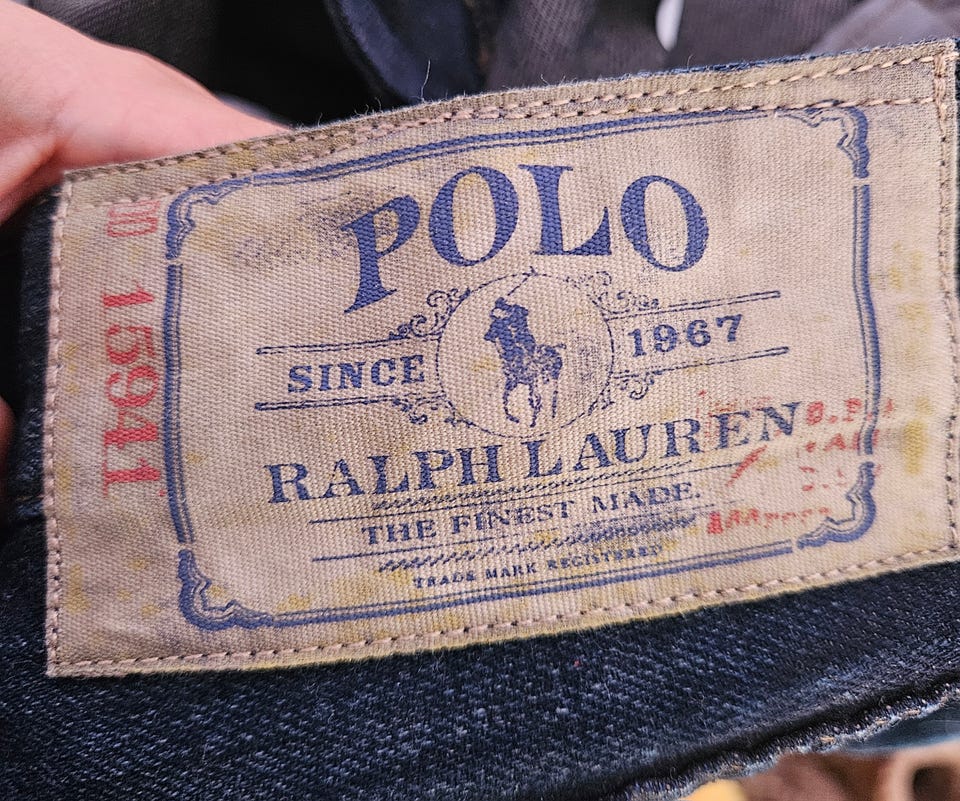 POLO
SINCE 1967
RALPH LAUREN
THE FINEST MADE.
TRADE MARK REGISTERED
15941